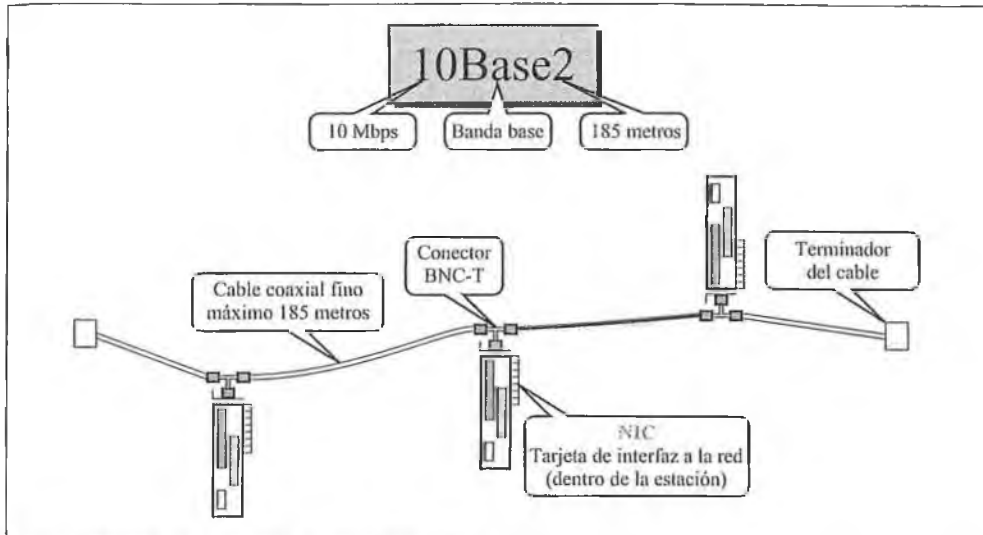 10Base2
10 Mbps
Banda base
185 metros
Conector
BNC-T
Terminador
del cable
Cable coaxial fino
máximo 185 metros
NIC
Tarjeta de interfaz a la red
(dentro de la estación)